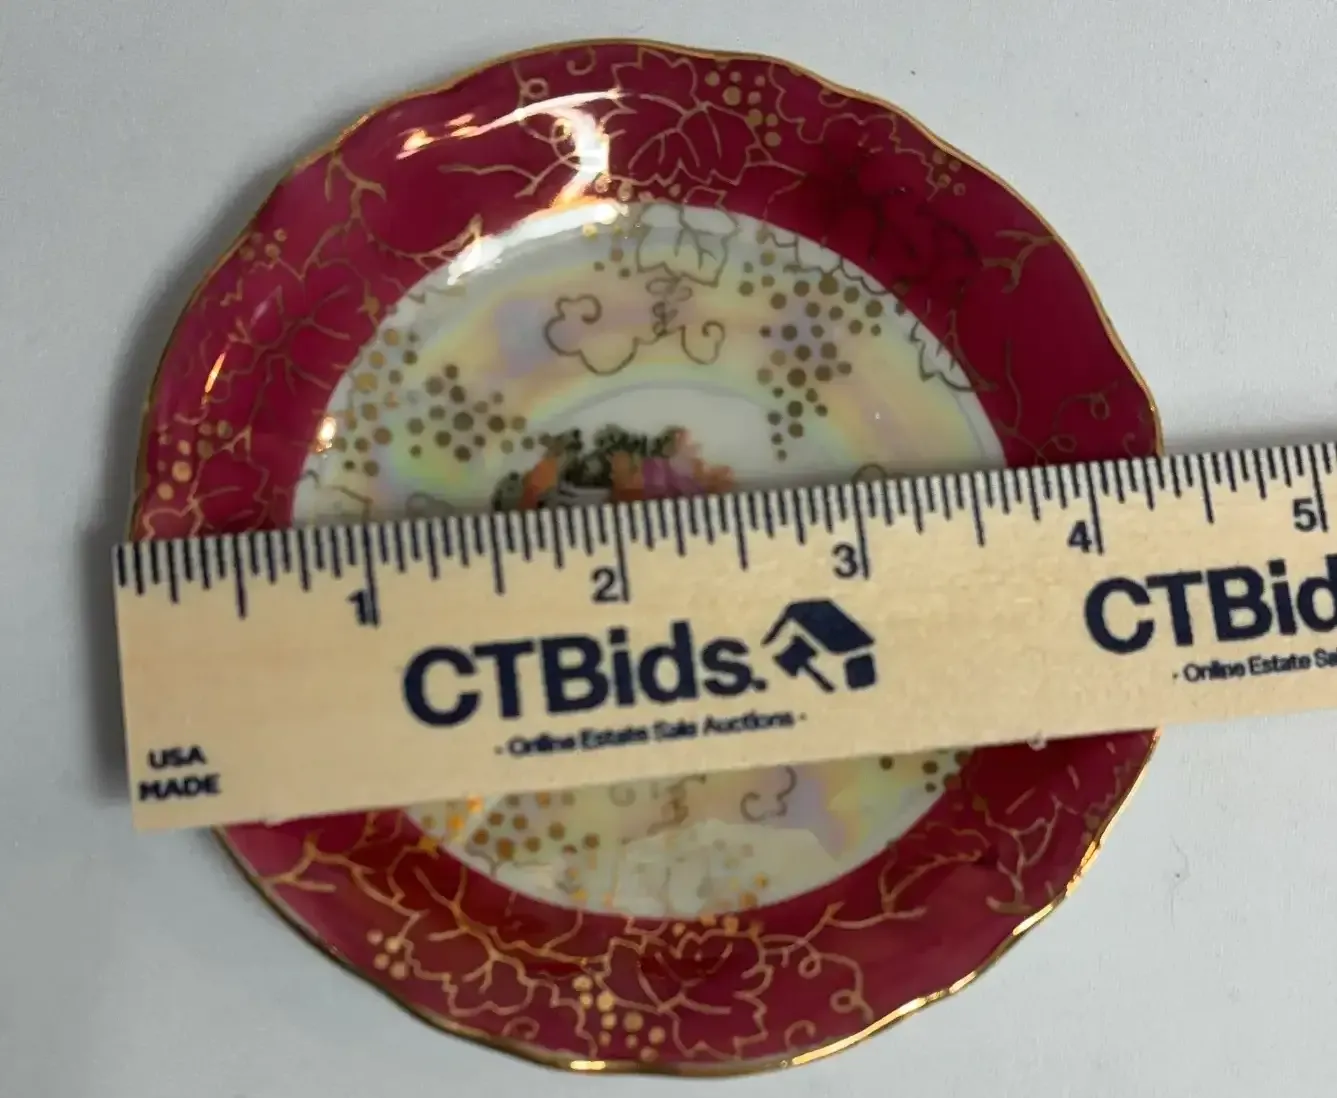 1 2 3 4 5
CTBids.
- Online Estate Sale Auctions -
CTBid
- Online Estate Sa
USA
MADE